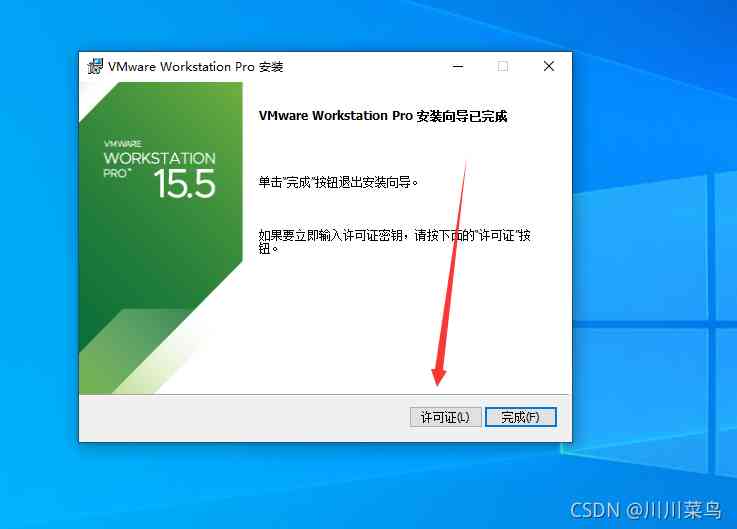 VMware Workstation Pro 安装
VMware Workstation Pro 安装向导已完成
VMWARE
WORKSTATION
PRO™ 15.5
单击"完成"按钮退出安装向导。
如果要立即输入许可证密钥，请按下面的"许可证"按
钮。
许可证(L) 完成(F)
CSDN @川川菜鸟